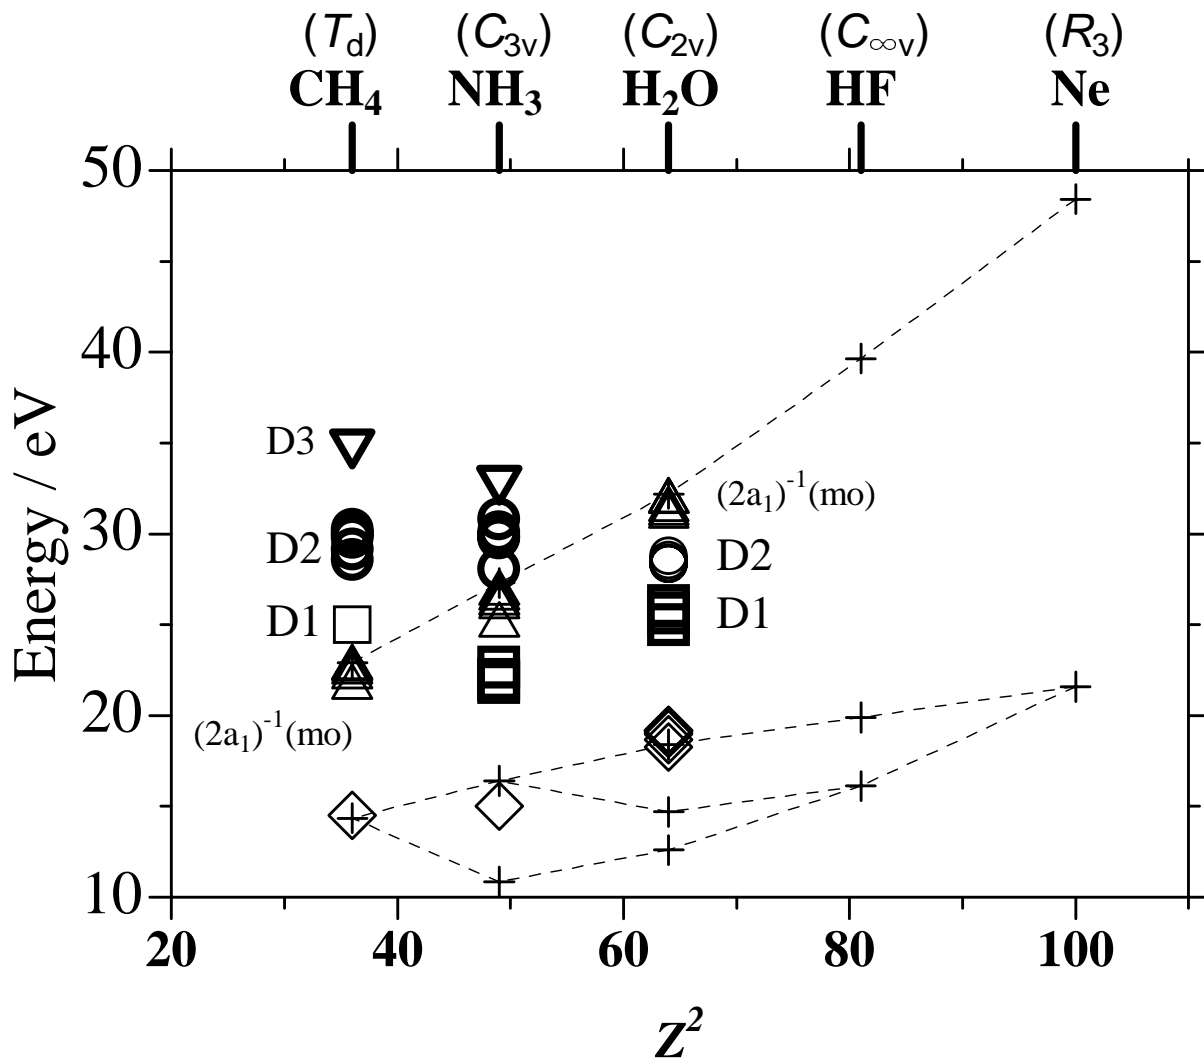 (Td) (C3v) (C2v) (C∞v) (R3)
CH4 NH3 H2O HF Ne
50
40
30
20
10
Energy / eV
D3
D2
D1
(2a1)-1(mo)
(2a1)-1(mo)
D2
D1
20 40 60 80 100
Z2